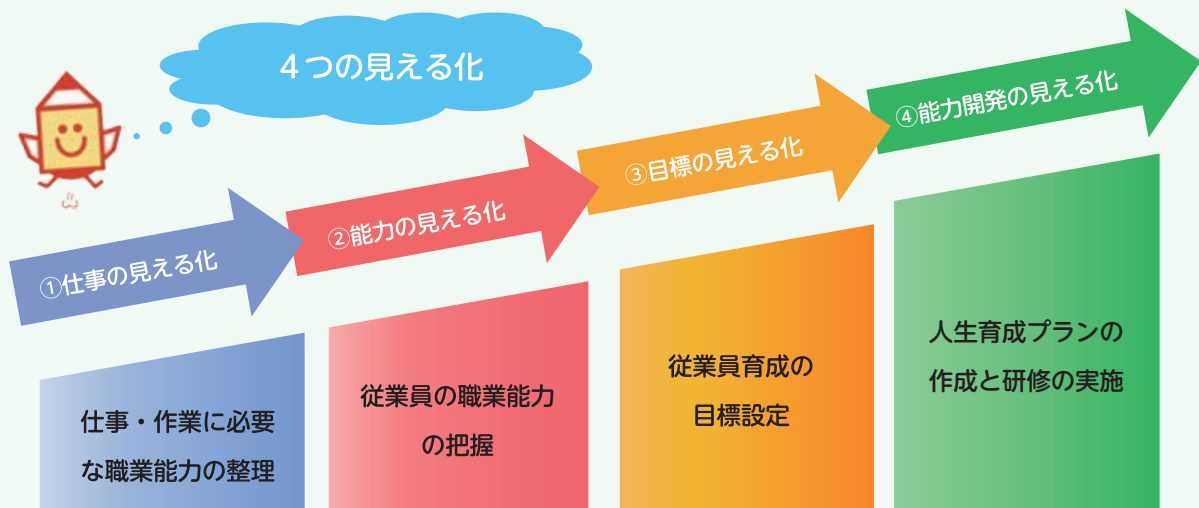 4つの見える化
①仕事の見える化
②能力の見える化
③目標の見える化
④能力開発の見える化
仕事・作業に必要
な職業能力の整理
従業員の職業能力
の把握
従業員育成の
目標設定
人生育成プランの
作成と研修の実施